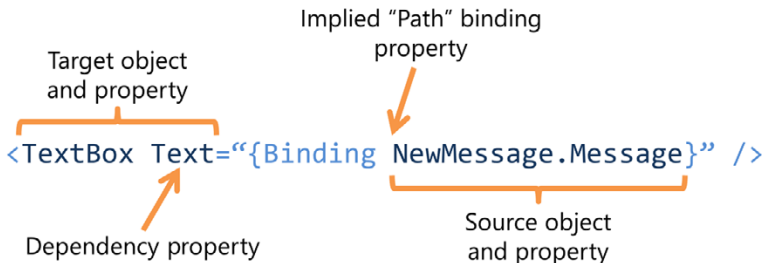 Implied “Path” binding
property
Target object
and property
<TextBox Text=“{Binding NewMessage.Message}” />
Dependency property
Source object
and property